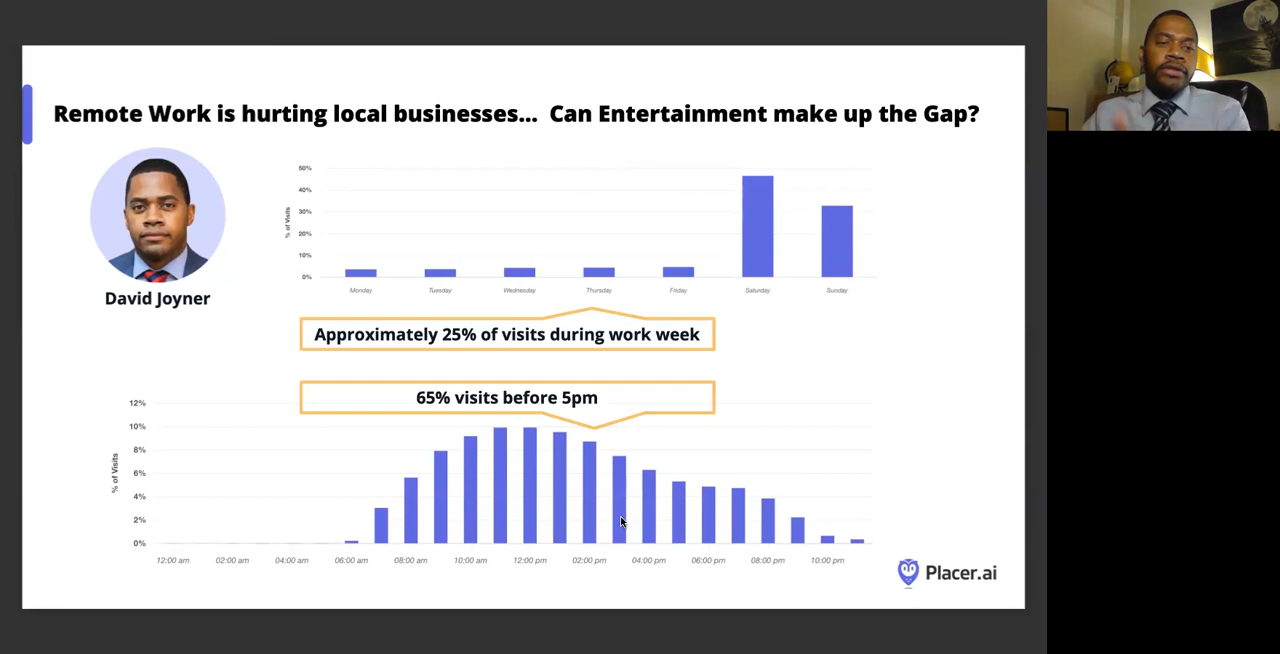 Remote Work is hurting local businesses... Can Entertainment make up the Gap?
David Joyner
% of Visits
50%
40%
30%
20%
10%
0%
Monday Tuesday Wednesday Thursday Friday Saturday Sunday
Approximately 25% of visits during work week
65% visits before 5pm
% of Visits
12%
10%
8%
6%
4%
2%
0%
12:00 am 02:00 am 04:00 am 06:00 am 08:00 am 10:00 am 12:00 pm 02:00 pm 04:00 pm 06:00 pm 08:00 pm 10:00 pm
Placer.ai